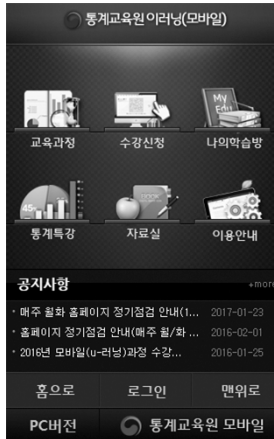 통계교육원 이러닝(모바일)
My Edu
교육과정 수강신청 나의학습방
45%
통계특강 자료실 이용안내
공지사항 +more
· 매주 월화 홈페이지 정기점검 안내(1... 2017-01-23
· 홈페이지 정기점검 안내(매주 월/화 ... 2016-02-01
· 2016년 모바일(u-러닝)과정 수강... 2016-01-25
홈으로 로그인 맨위로
PC버전 통계교육원 모바일